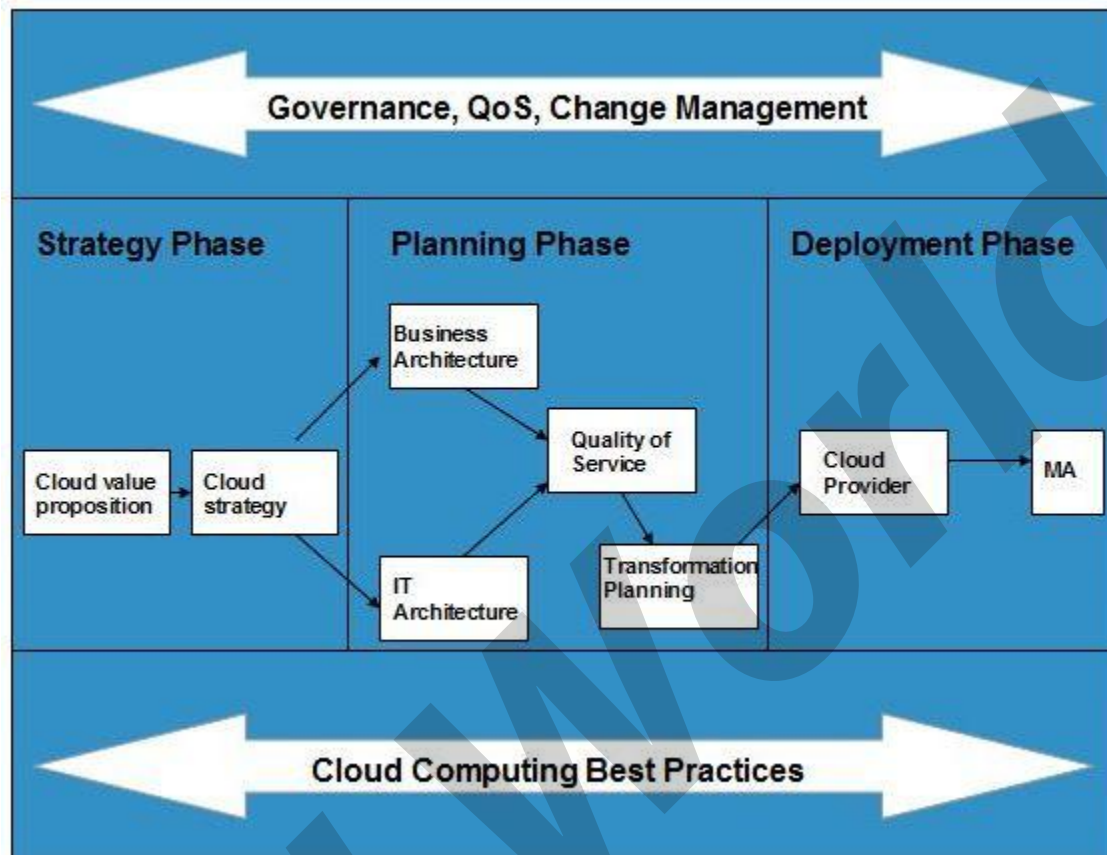 Governance, QoS, Change Management
Strategy Phase
Planning Phase
Deployment Phase
Business
Architecture
Quality of
Service
Cloud
Provider
MA
Cloud value
proposition
Cloud
strategy
IT
Architecture
Transformation
Planning
Cloud Computing Best Practices
World